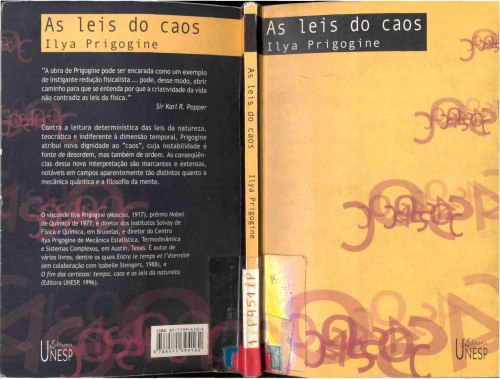 As leis do caos
Ilya Prigogine
“A obra de Prigogine pode ser encarada como um exemplo
de instigante redução fisicalista ... pode, desse modo, abrir
caminho para que se entenda por que a criatividade da vida
não contradiz as leis da física.”
Sir Karl R. Popper
Contra a leitura determinística das leis da natureza,
teocrática e indiferente à dimensão temporal, Prigogine
atribui nova dignidade ao “caos”, cuja instabilidade é
fonte de desordem, mas também de ordem. As conseqüên-
cias dessa nova interpretação são marcantes e extensas,
notáveis em campos aparentemente tão distintos quanto a
mecânica quântica e a filosofia da mente.
O visconde Ilya Prigogine (Moscou, 1917), prêmio Nobel
de Química de 1977, é diretor dos Institutos Solvay de
Física e Química, em Bruxelas, e diretor do Centro
Ilya Prigogine de Mecânica Estatística, Termodinâmica
e Sistemas Complexos, em Austin, Texas. É autor de
vários livros, dentre os quais Entre le temps et l'éternité
(em colaboração com Isabelle Stengers, 1988), e
O fim das certezas: tempo, caos e as leis da natureza
(Editora UNESP, 1996).
Editora
UNESP
As leis do caos
Ilya Prigogine
As leis do caos
Ilya Prigogine
Editora
UNESP